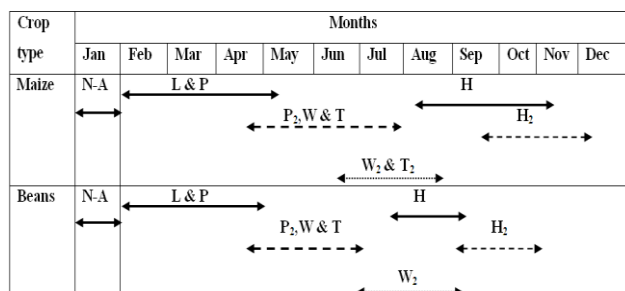 Crop type Months
Jan Feb Mar Apr May Jun Jul Aug Sep Oct Nov Dec
Maize N-A L & P H
P₂,W & T H₂
W₂ & T₂
Beans N-A L & P H
P₂,W & T H₂
W₂